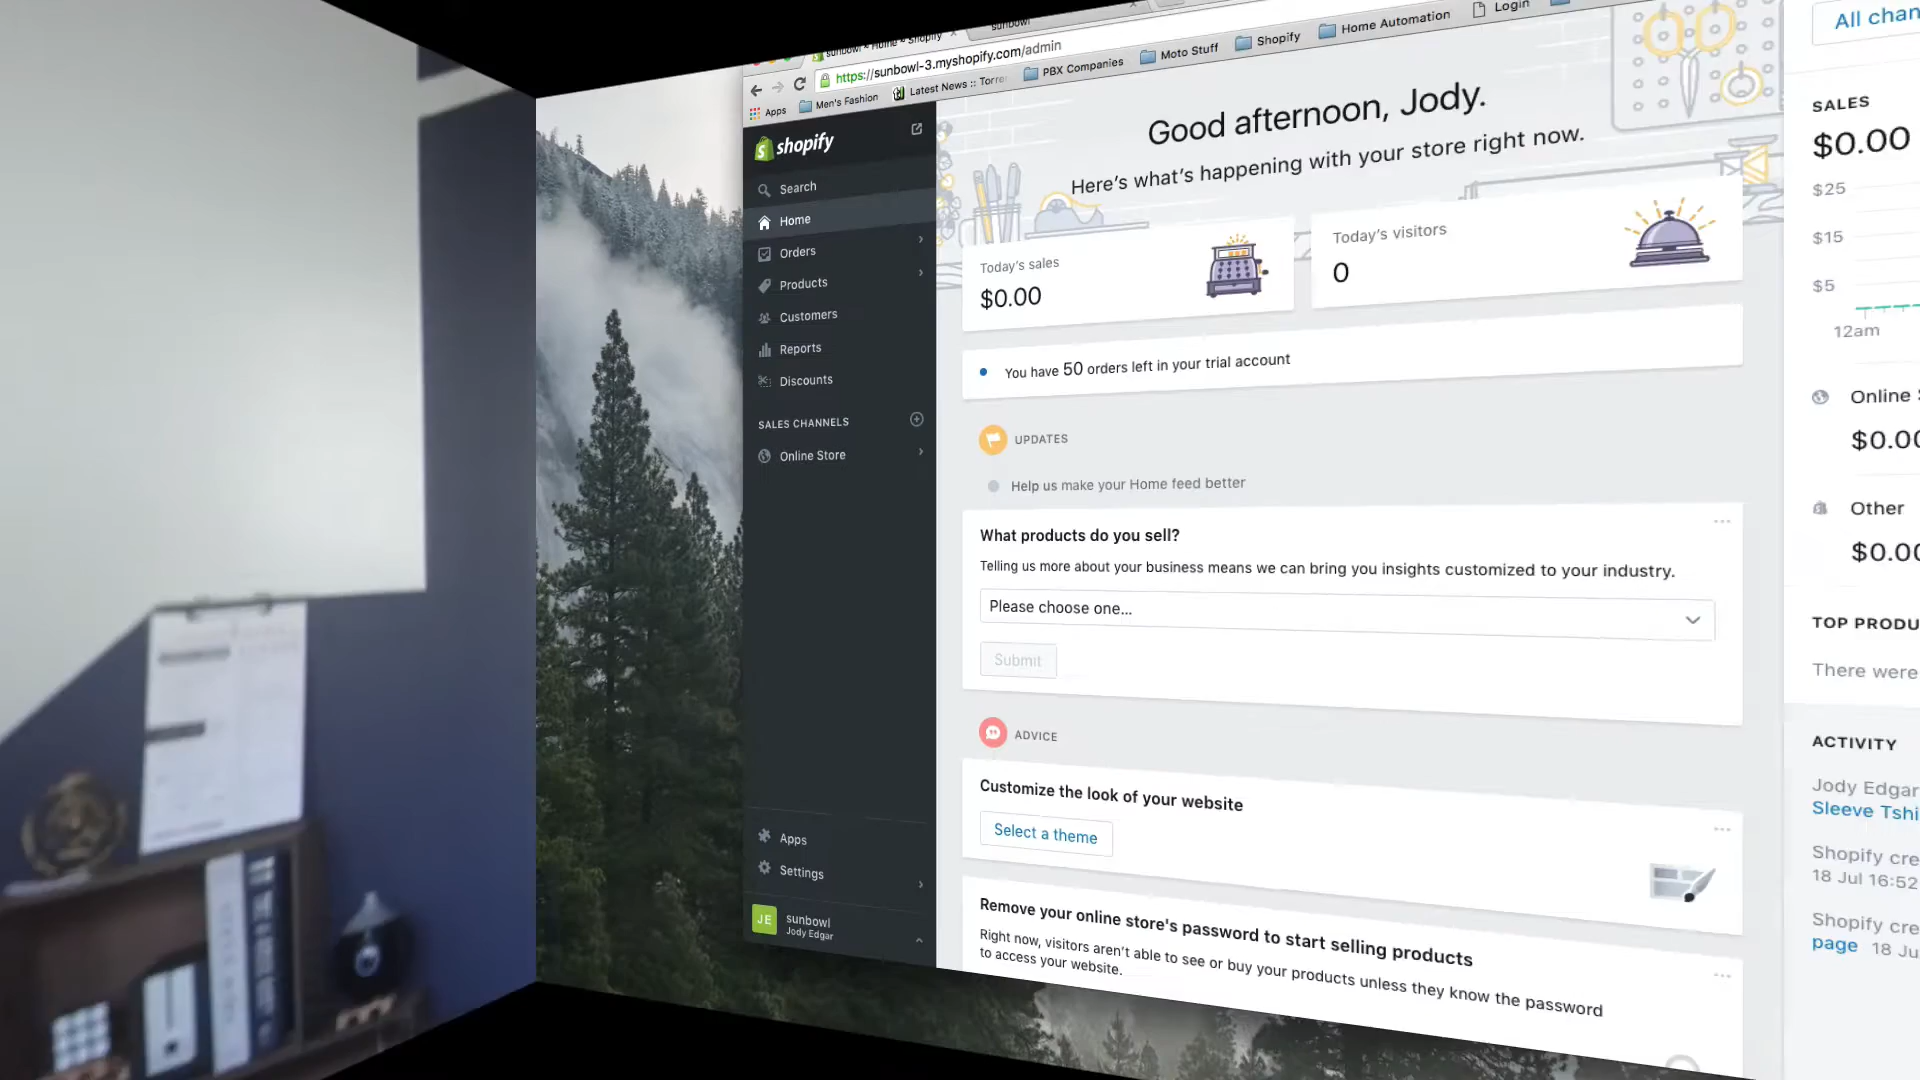 sunbowl
sunbowl ~ Home ~ Shopify
https://sunbowl-3.myshopify.com/admin
Apps
Men's Fashion
Latest News :: Torre
PBX Companies
Moto Stuff
Shopify
Home Automation
Login
shopify
Search
Home
Orders
Products
Customers
Reports
Discounts
SALES CHANNELS
Online Store
Apps
Settings
JE
sunbowl
Jody Edgar
Good afternoon, Jody.
Here's what's happening with your store right now.
Today's sales
$0.00
Today's visitors
0
You have 50 orders left in your trial account
UPDATES
Help us make your Home feed better
What products do you sell?
Telling us more about your business means we can bring you insights customized to your industry.
Please choose one...
Submit
ADVICE
Customize the look of your website
Select a theme
Remove your online store's password to start selling products
Right now, visitors aren't able to see or buy your products unless they know the password
to access your website.
All chan
SALES
$0.00
$25
$15
$5
12am
Online
$0.00
Other
$0.00
TOP PRODU
There were
ACTIVITY
Jody Edgar
Sleeve Tshi
Shopify cre
18 Jul 16:52
Shopify cre
page 18 Ju